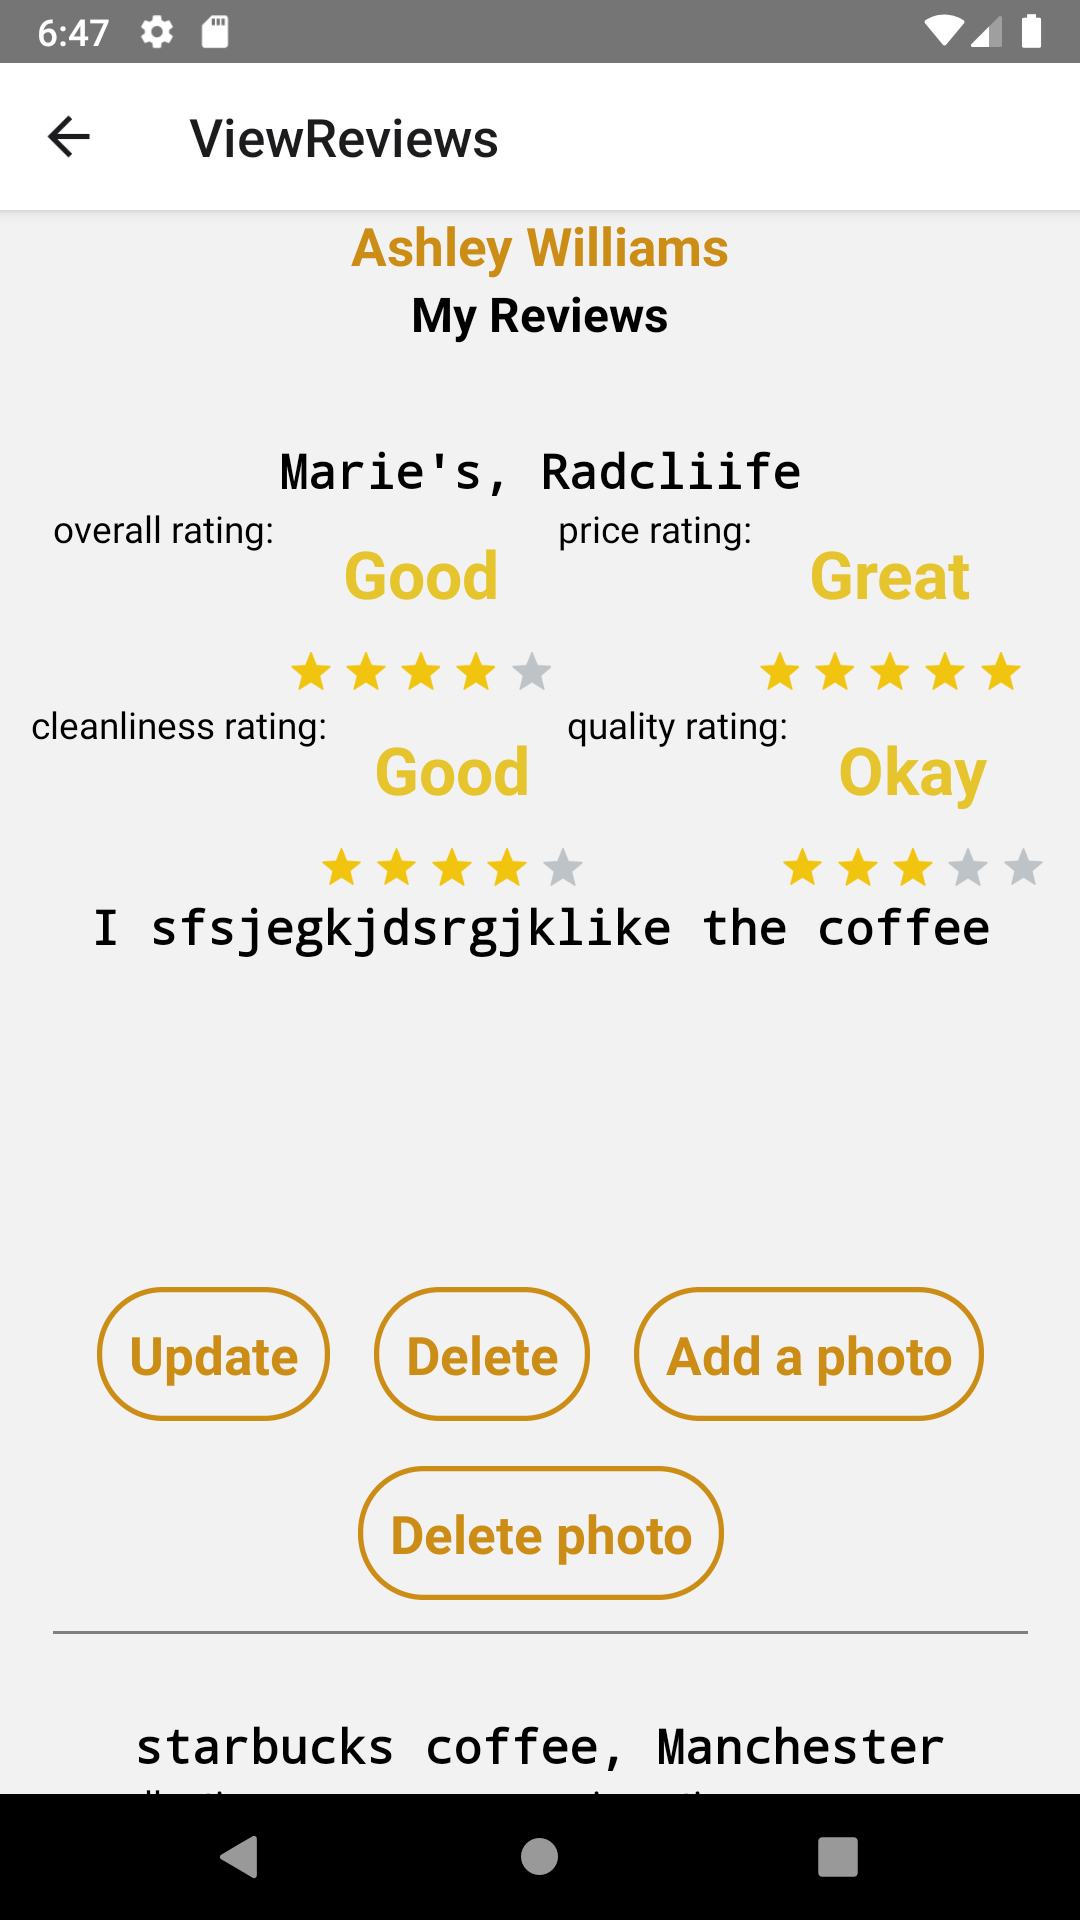 6:47
ViewReviews
Ashley Williams
My Reviews
Marie's, Radcliife
overall rating: Good price rating: Great
cleanliness rating: Good quality rating: Okay
I sfsjegkjdsrgjklike the coffee
Update Delete Add a photo
Delete photo
starbucks coffee, Manchester